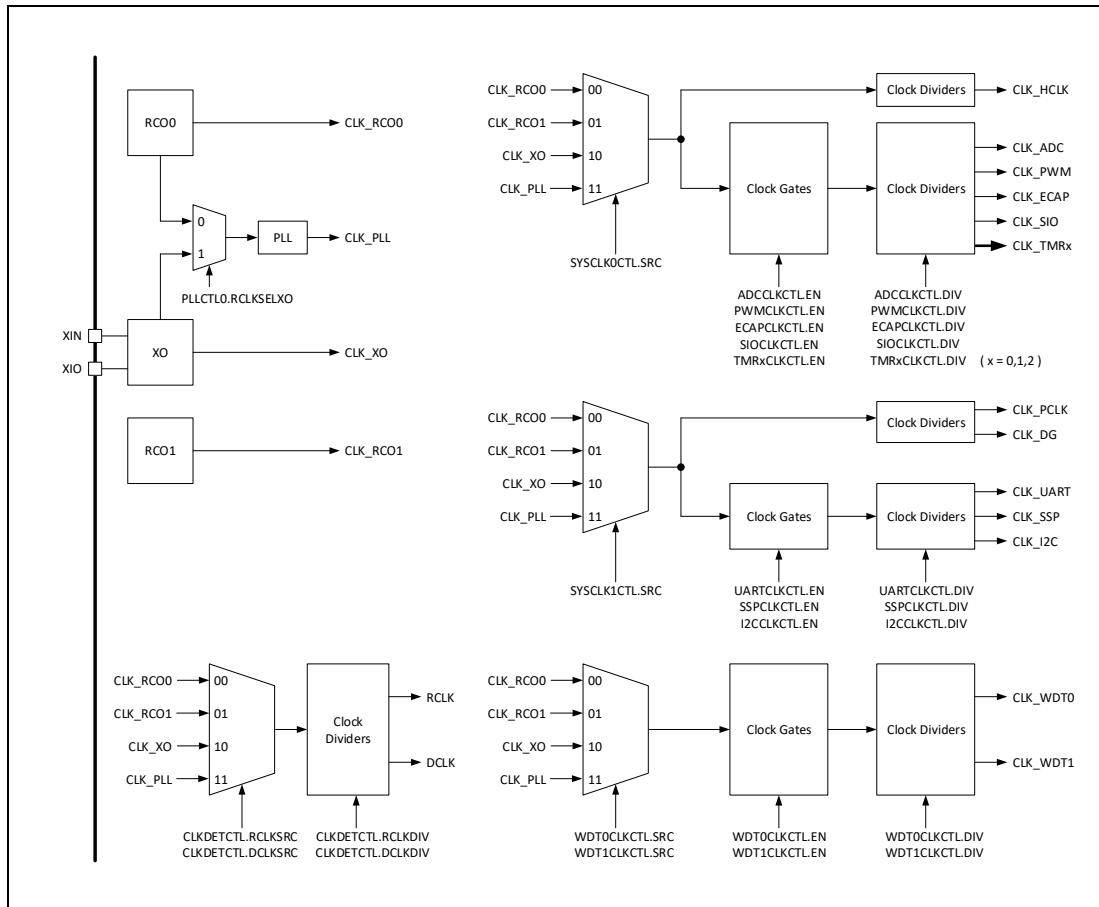 RCO0
CLK_RCO0
0
1
PLL
CLK_PLL
PLLCTL0.RCLKSELXO
XIN
XIO
XO
CLK_XO
RCO1
CLK_RCO1
CLK_RCO0 00
CLK_RCO1 01
CLK_XO 10
CLK_PLL 11
SYSCLK0CTL.SRC
Clock Dividers
CLK_HCLK
Clock Gates
Clock Dividers
CLK_ADC
CLK_PWM
CLK_ECAP
CLK_SIO
CLK_TMRx
ADCCLKCTL.EN
PWMCLKCTL.EN
ECAPCLKCTL.EN
SIOCLKCTL.EN
TMRxCLKCTL.EN
ADCCLKCTL.DIV
PWMCLKCTL.DIV
ECAPCLKCTL.DIV
SIOCLKCTL.DIV
TMRxCLKCTL.DIV ( x = 0,1,2 )
CLK_RCO0 00
CLK_RCO1 01
CLK_XO 10
CLK_PLL 11
SYSCLK1CTL.SRC
Clock Dividers
CLK_PCLK
CLK_DG
Clock Gates
Clock Dividers
CLK_UART
CLK_SSP
CLK_I2C
UARTCLKCTL.EN
SSPCLKCTL.EN
I2CCLKCTL.EN
UARTCLKCTL.DIV
SSPCLKCTL.DIV
I2CCLKCTL.DIV
CLK_RCO0 00
CLK_RCO1 01
CLK_XO 10
CLK_PLL 11
Clock
Dividers
RCLK
DCLK
CLKDETCTL.RCLKSRC
CLKDETCTL.DCLKSRC
CLKDETCTL.RCLKDIV
CLKDETCTL.DCLKDIV
CLK_RCO0 00
CLK_RCO1 01
CLK_XO 10
CLK_PLL 11
Clock Gates
Clock Dividers
CLK_WDT0
CLK_WDT1
WDT0CLKCTL.SRC
WDT1CLKCTL.SRC
WDT0CLKCTL.EN
WDT1CLKCTL.EN
WDT0CLKCTL.DIV
WDT1CLKCTL.DIV